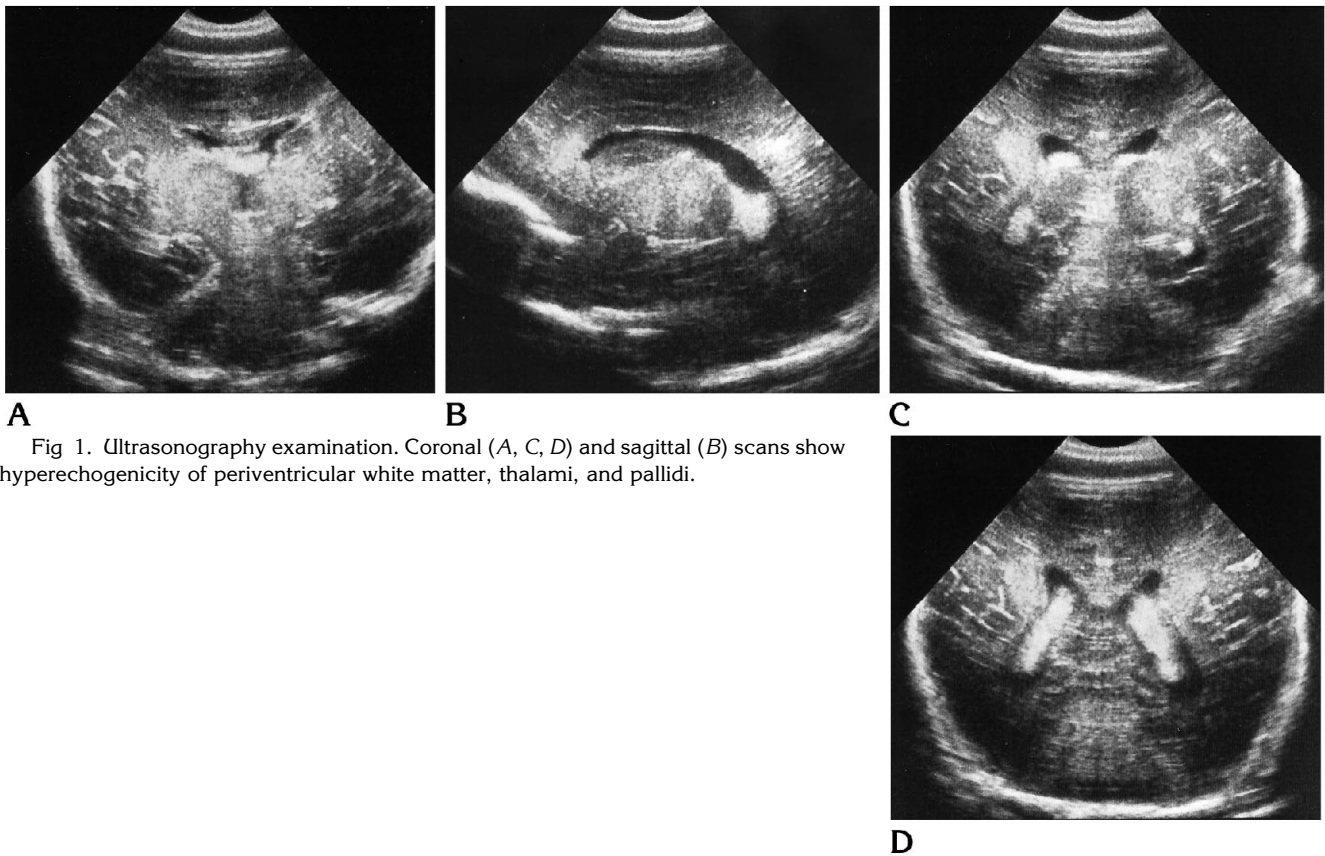 A
B
C
Fig 1. Ultrasonography examination. Coronal (A, C, D) and sagittal (B) scans show
hyperechogenicity of periventricular white matter, thalami, and pallidi.
D